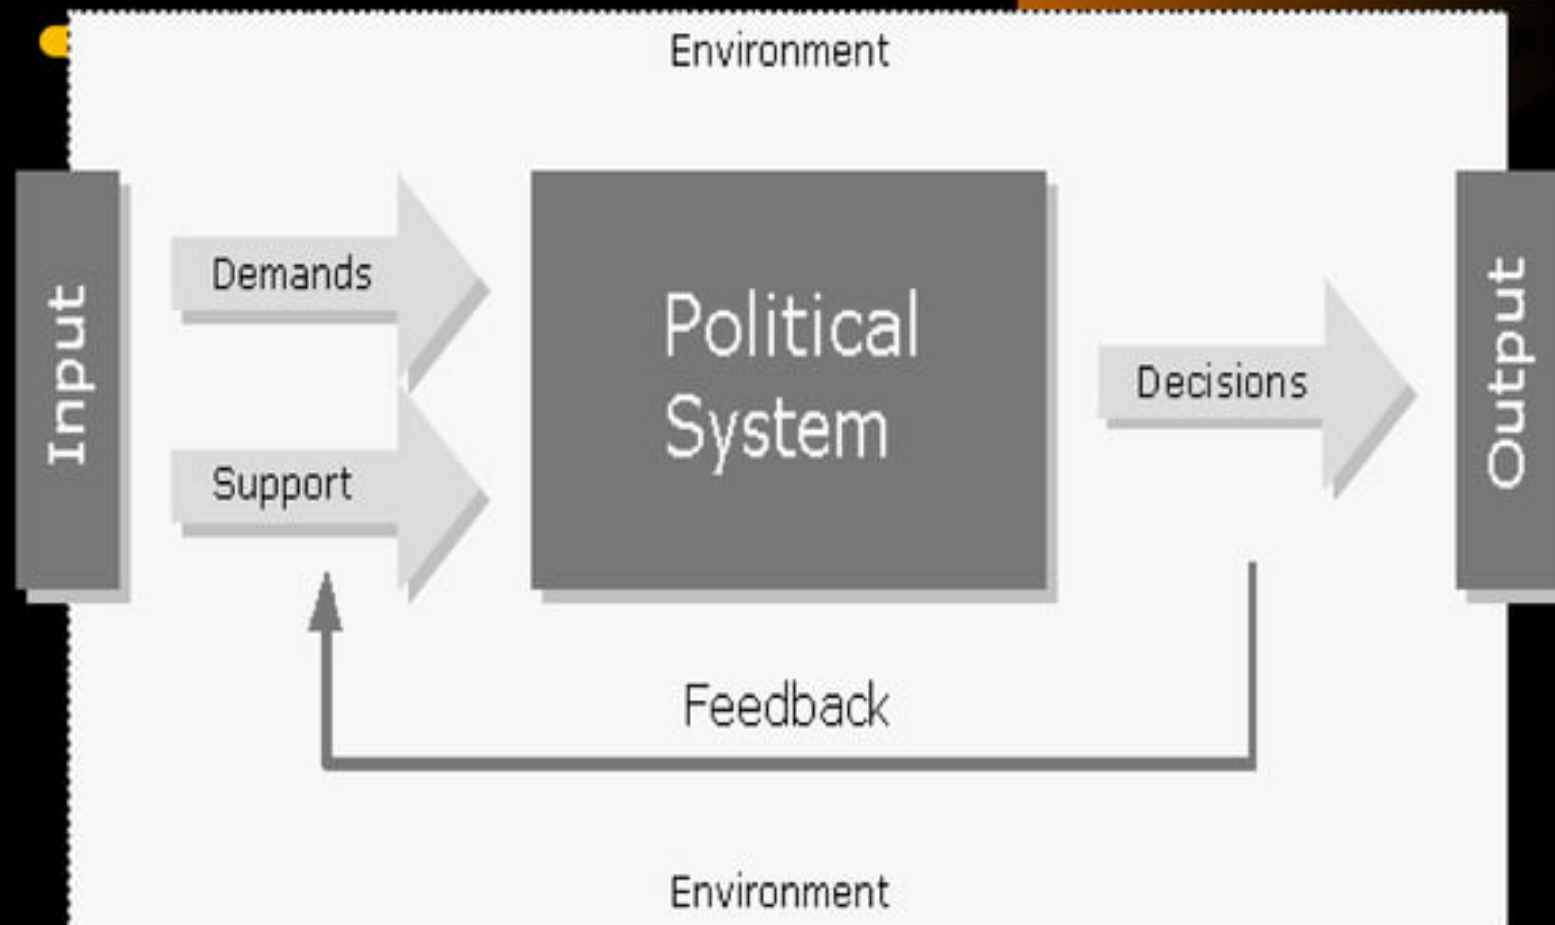 Environment
Input
Demands
Support
Political
System
Decisions
Output
Feedback
Environment